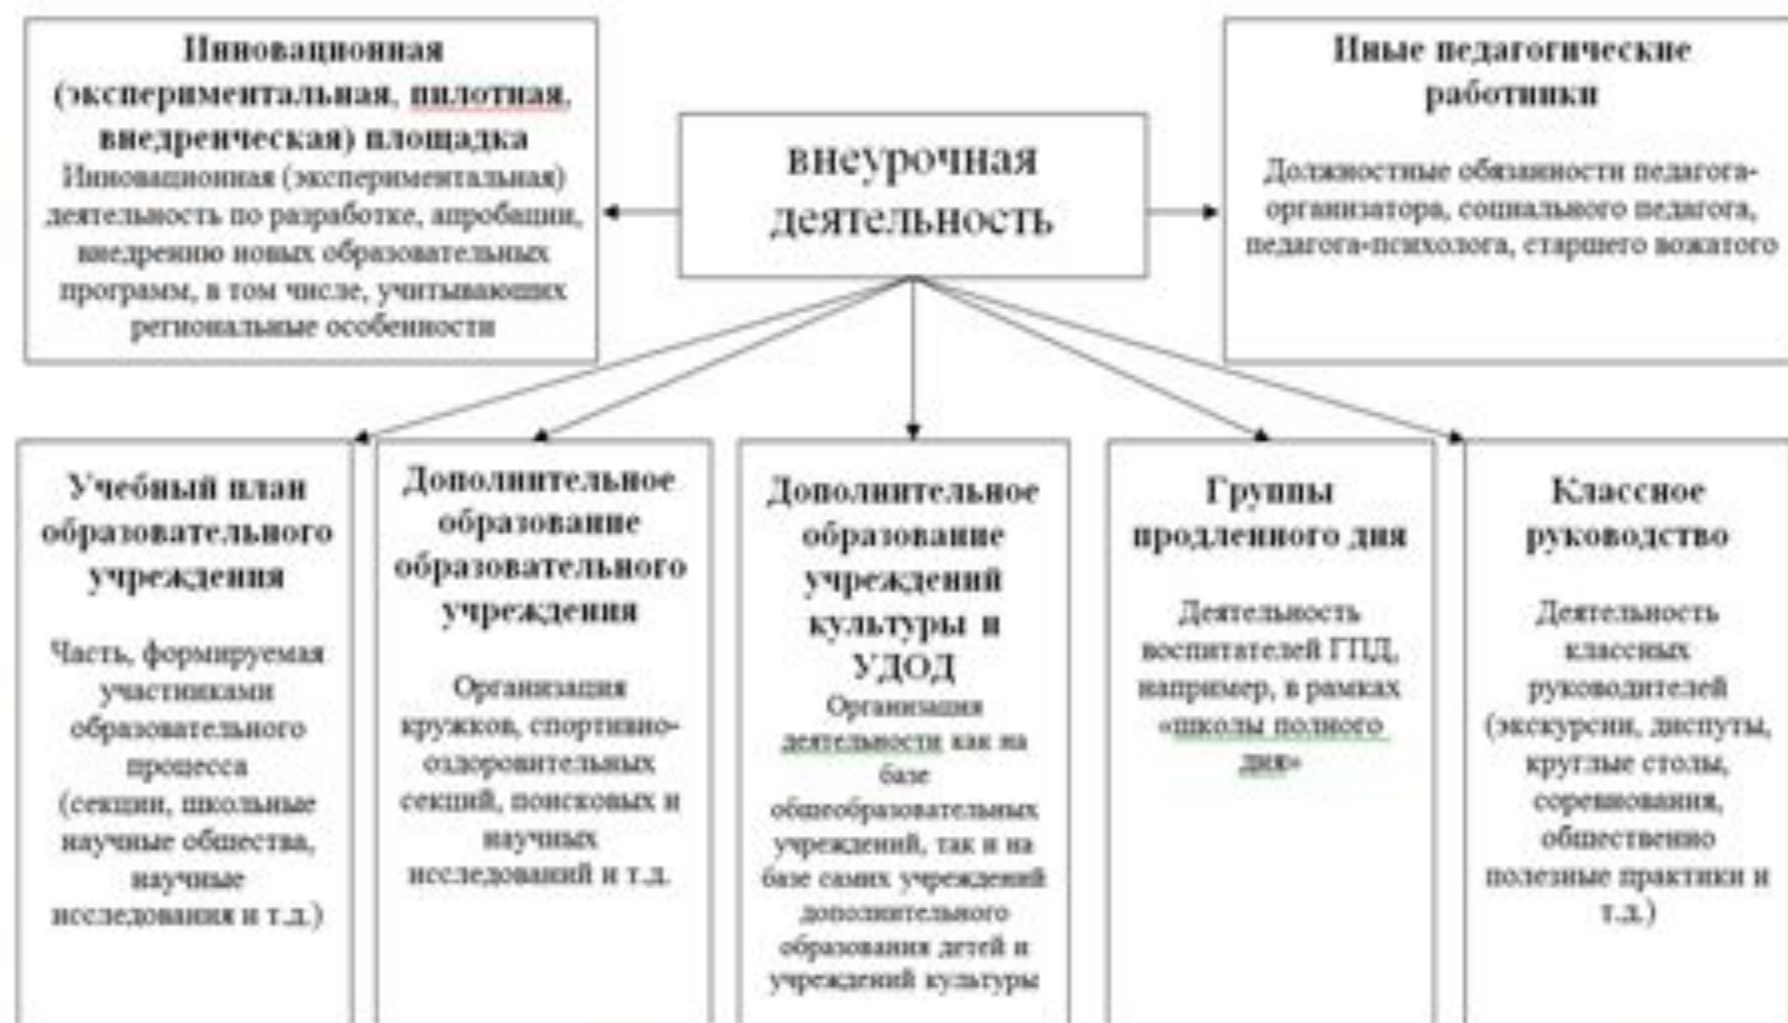 Инновационная
(экспериментальная, пилотная,
внедренческая) площадка
Инновационная (экспериментальная)
деятельность по разработке, апробации,
внедрению новых образовательных
программ, в том числе, учитывающих
региональные особенности
внеурочная
деятельность
Иные педагогические
работники
Должностные обязанности педагога-
организатора, социального педагога,
педагога-психолога, старшего вожатого
Учебный план
образовательного
учреждения
Часть, формируемая
участниками
образовательного
процесса
(секции, школьные
научные общества,
научные
исследования и т.д.)
Дополнительное
образование
образовательного
учреждения
Организация
кружков, спортивно-
оздоровительных
секций, поисковых и
научных
исследований и т.д.
Дополнительное
образование
учреждений
культуры и
УДОД
Организация
деятельности как на
базе
общеобразовательных
учреждений, так и на
базе самих учреждений
дополнительного
образования детей и
учреждений культуры
Группы
продленного дня
Деятельность
воспитателей ГПД,
например, в рамках
«школы полного
дня»
Классное
руководство
Деятельность
классных
руководителей
(экскурсии, диспуты,
круглые столы,
соревнования,
общественно
полезные практики и
т.д.)